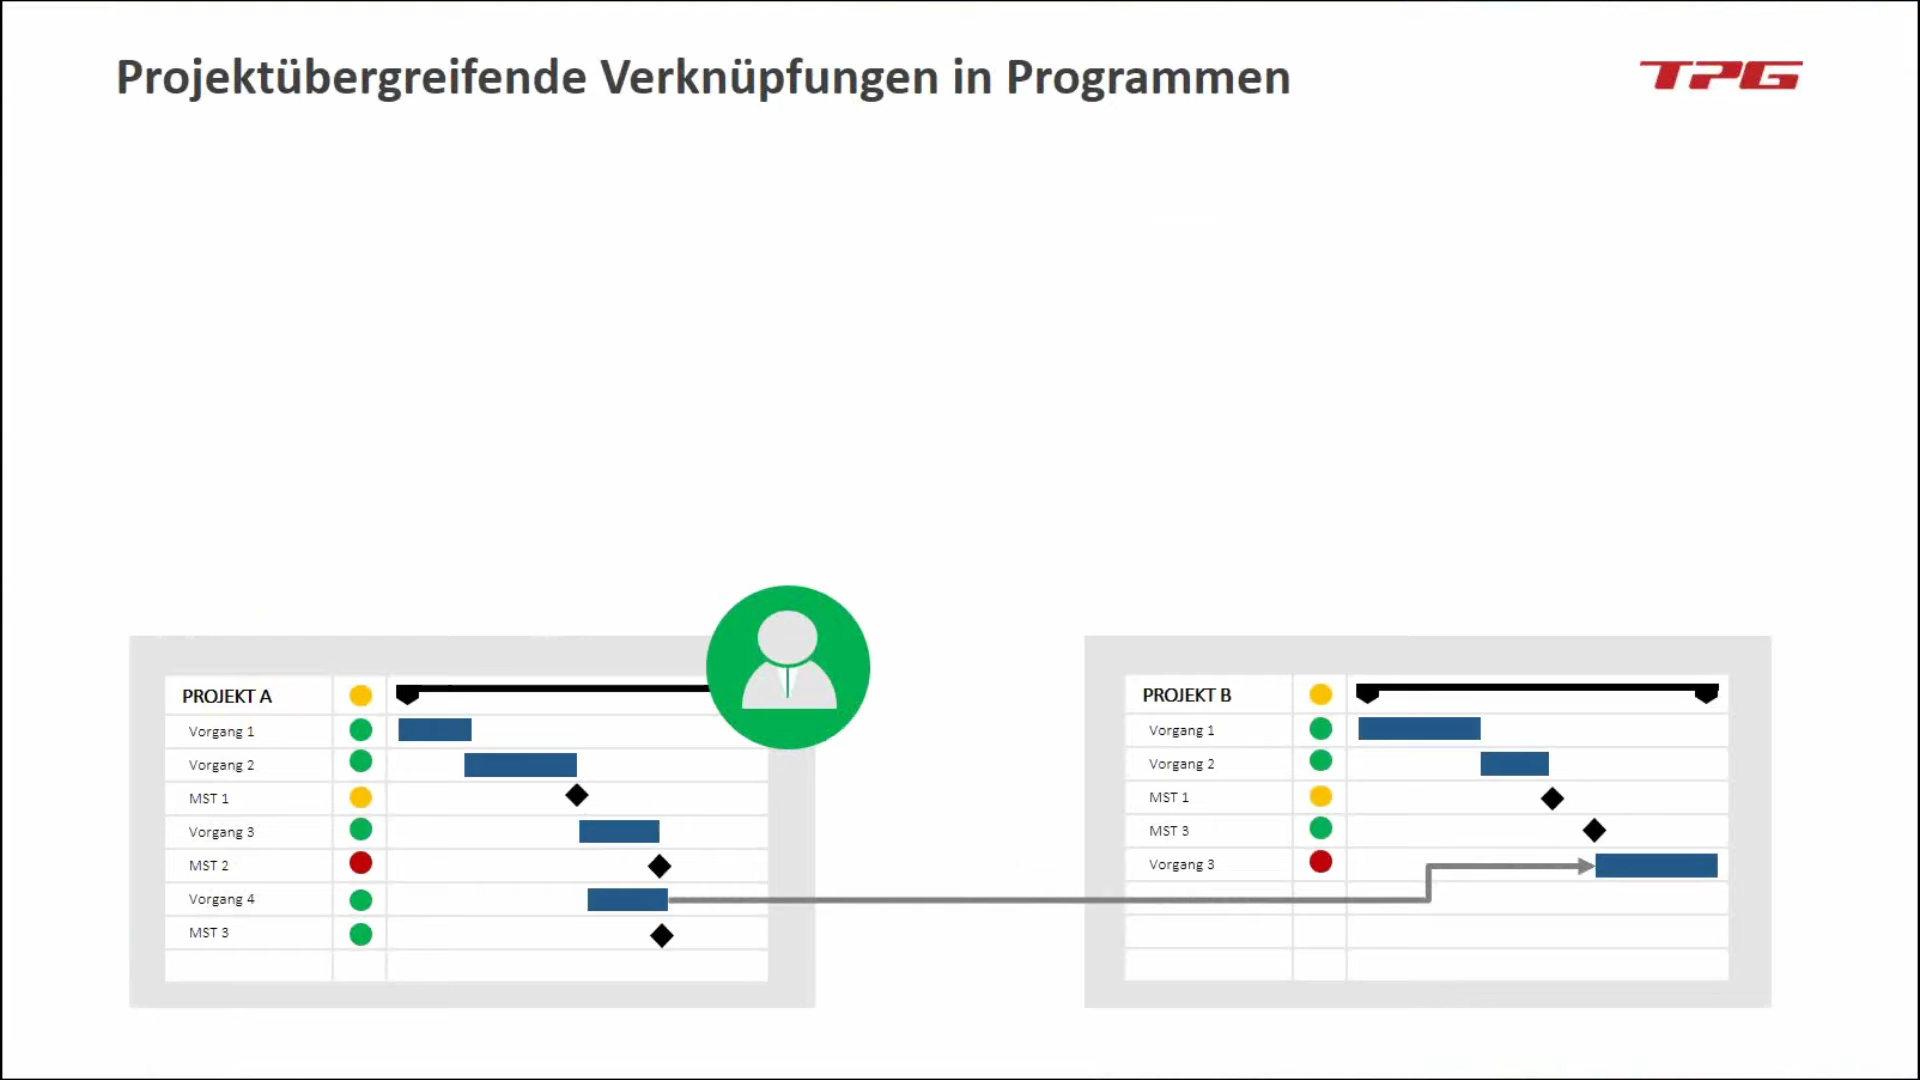 Projektübergreifende Verknüpfungen in Programmen
TPG
PROJEKT A
Vorgang 1
Vorgang 2
MST 1
Vorgang 3
MST 2
Vorgang 4
MST 3
PROJEKT B
Vorgang 1
Vorgang 2
MST 1
MST 3
Vorgang 3